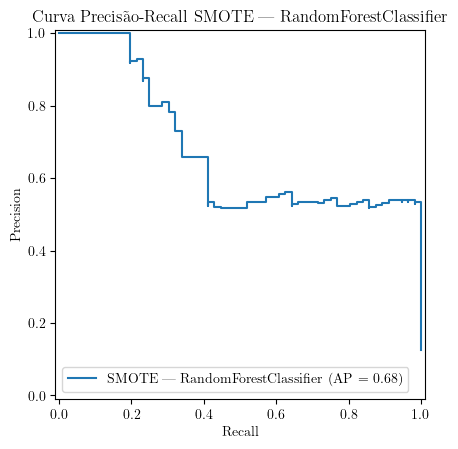 Curva Precisão-Recall SMOTE — RandomForestClassifier
1.0
0.8
0.6
0.4
0.2
0.0
Precision
SMOTE — RandomForestClassifier (AP = 0.68)
0.0 0.2 0.4 0.6 0.8 1.0
Recall